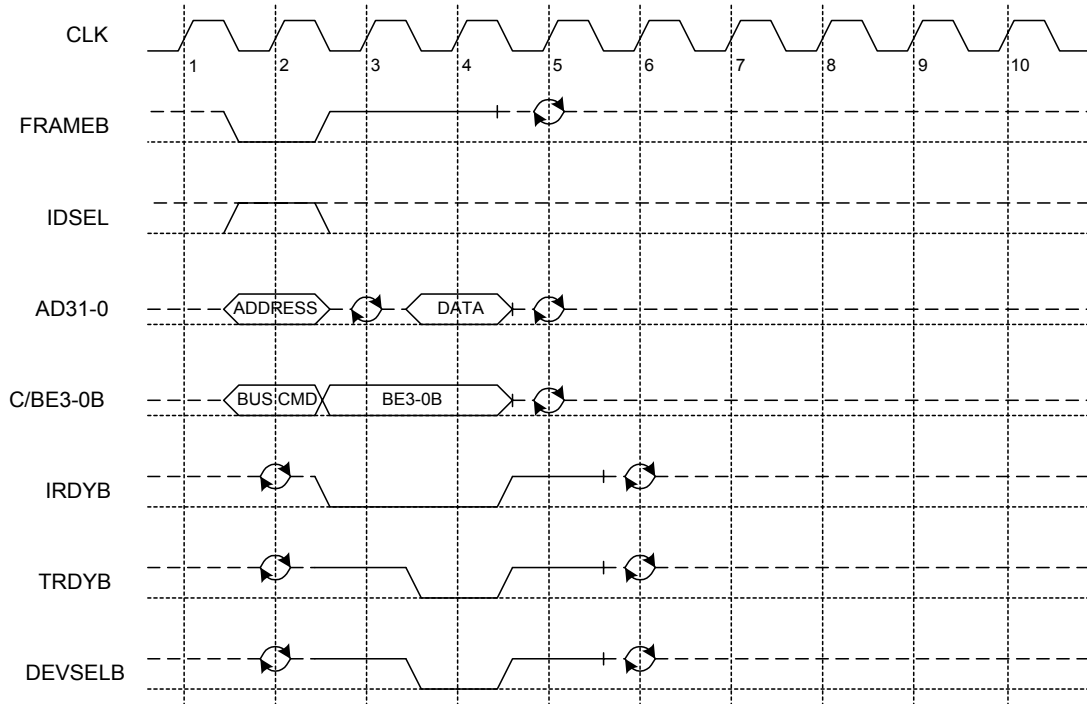 CLK
1 2 3 4 5 6 7 8 9 10
FRAMEB
IDSEL
AD31-0 ADDRESS DATA
C/BE3-0B BUS CMD BE3-0B
IRDYB
TRDYB
DEVSELB